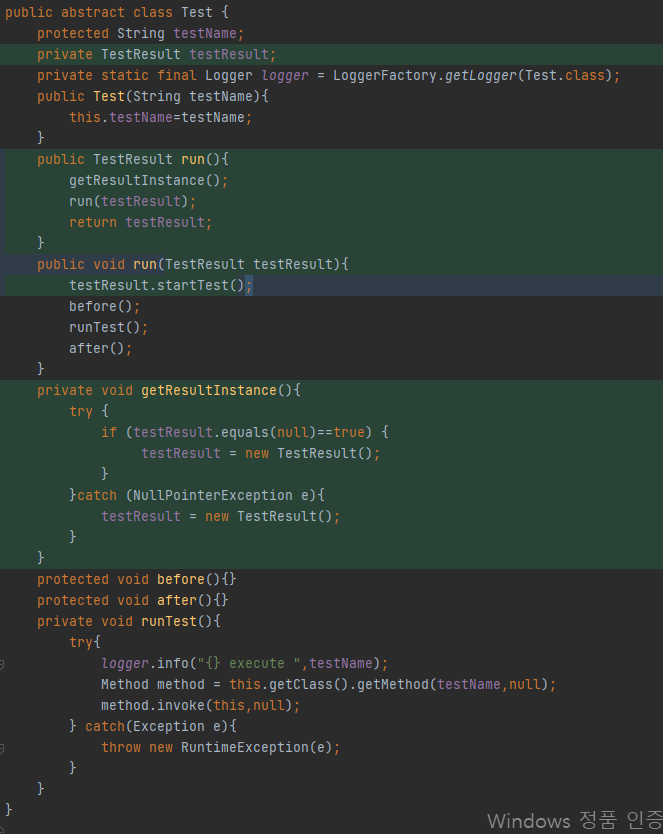 public abstract class Test {
    protected String testName;
    private TestResult testResult;
    private static final Logger logger = LoggerFactory.getLogger(Test.class);
    public Test(String testName){
        this.testName=testName;
    }
    public TestResult run(){
        getResultInstance();
        run(testResult);
        return testResult;
    }
    public void run(TestResult testResult){
        testResult.startTest();
        before();
        runTest();
        after();
    }
    private void getResultInstance(){
        try {
            if (testResult.equals(null)==true) {
                 testResult = new TestResult();
            }
        }catch (NullPointerException e){
            testResult = new TestResult();
        }
    }
    protected void before(){}
    protected void after(){}
    private void runTest(){
        try{
            logger.info("{} execute ",testName);
            Method method = this.getClass().getMethod(testName,null);
            method.invoke(this,null);
        } catch(Exception e){
            throw new RuntimeException(e);
        }
    }
}
Windows 정품 인증